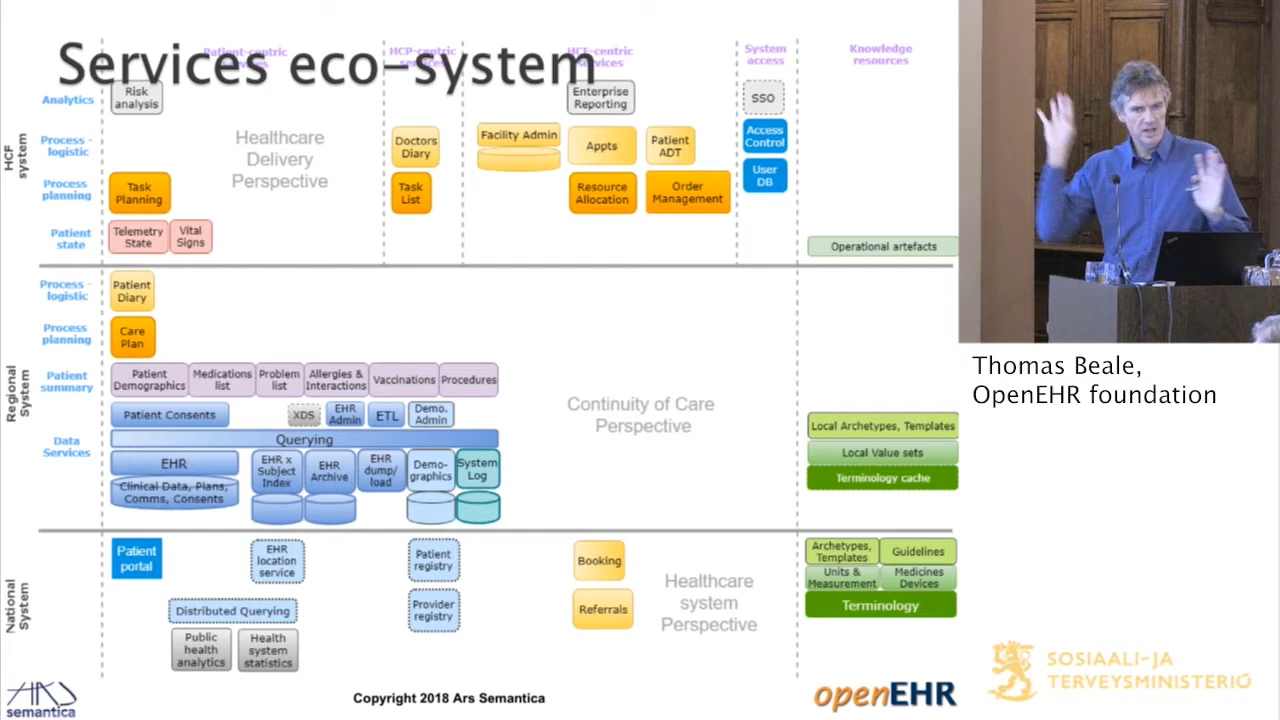 Services eco-system
Patient-centric
services
HCP-centric
services
HCF-centric
services
System
access
Knowledge
resources
HCF
system
Analytics
Risk
analysis
Enterprise
Reporting
SSO
Process -
logistic
Healthcare
Delivery
Perspective
Doctors
Diary
Facility Admin
Appts
Patient
ADT
Access
Control
Process
planning
Task
Planning
Task
List
Resource
Allocation
Order
Management
User
DB
Patient
state
Telemetry
State
Vital
Signs
Operational artefacts
Regional
System
Process -
logistic
Patient
Diary
Process
planning
Care
Plan
Patient
summary
Patient
Demographics
Medications
list
Problem
list
Allergies &
Interactions
Vaccinations
Procedures
Continuity of Care
Perspective
Data
Services
Patient Consents
XDS
EHR
Admin
ETL
Demo.
Admin
Querying
EHR
Clinical Data, Plans,
Comms, Consents
EHR x
Subject
Index
EHR
Archive
EHR
dump/
load
Demo-
graphics
System
Log
Local Archetypes, Templates
Local Value sets
Terminology cache
National
System
Patient
portal
EHR
location
service
Patient
registry
Booking
Distributed Querying
Provider
registry
Referrals
Healthcare
system
Perspective
Public
health
analytics
Health
system
statistics
Archetypes,
Templates
Guidelines
Units &
Measurement
Medicines
Devices
Terminology
ARS
semantica
Copyright 2018 Ars Semantica
openEHR
Thomas Beale,
OpenEHR foundation
SOSIAALI-JA
TERVEYSMINISTERIÖ